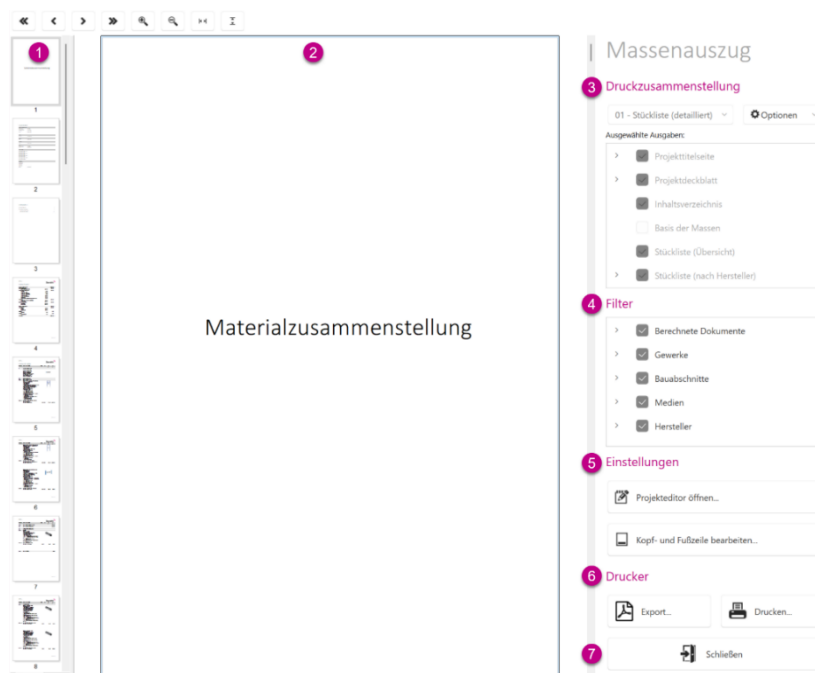 1
2
Massenauszug
3 Druckzusammenstellung
01 - Stückliste (detailliert)
Optionen
Ausgewählte Ausgaben:
Projekttitelseite
Projektdeckblatt
Inhaltsverzeichnis
Basis der Massen
Stückliste (Übersicht)
Stückliste (nach Hersteller)
4 Filter
Berechnete Dokumente
Gewerke
Bauabschnitte
Medien
Hersteller
5 Einstellungen
Projekteditor öffnen...
Kopf- und Fußzeile bearbeiten...
6 Drucker
Export...
Drucken...
7 Schließen
Materialzusammenstellung
1
2
3
4
5
6
7
8